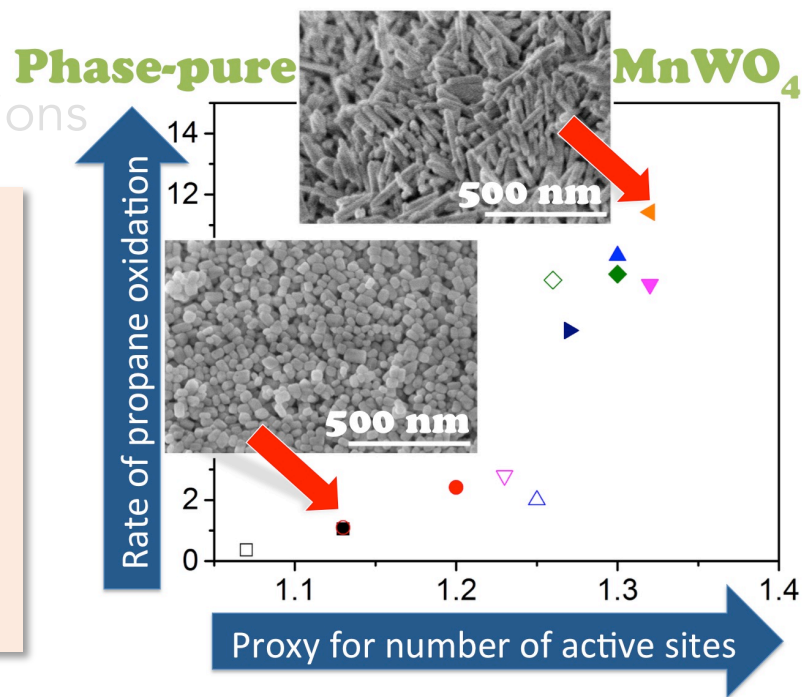 Phase-pure MnWO₄
ons
14
12
500 nm
500 nm
2
0
1.1 1.2 1.3 1.4
Rate of propane oxidation
Proxy for number of active sites